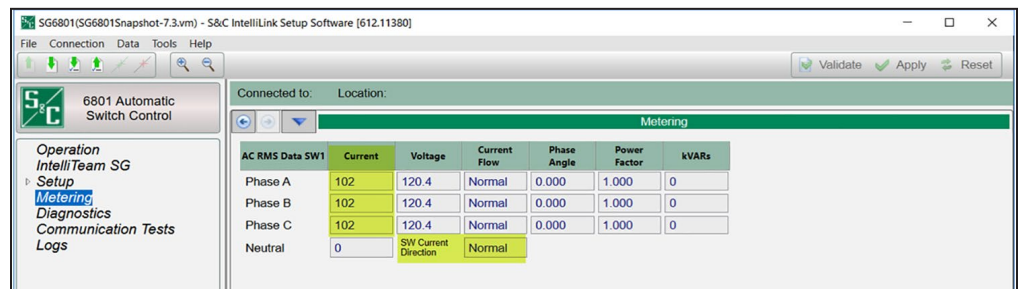 SG6801(SG6801Snapshot-7.3.vm) - S&C IntelliLink Setup Software [612.11380]
File Connection Data Tools Help
Validate Apply Reset
S&C
6801 Automatic
Switch Control
Connected to: Location:
Metering
Operation
IntelliTeam SG
Setup
Metering
Diagnostics
Communication Tests
Logs
AC RMS Data SW1 Current Voltage Current Flow Phase Angle Power Factor kVARs
Phase A 102 120.4 Normal 0.000 1.000 0
Phase B 102 120.4 Normal 0.000 1.000 0
Phase C 102 120.4 Normal 0.000 1.000 0
Neutral 0 SW Current Direction Normal